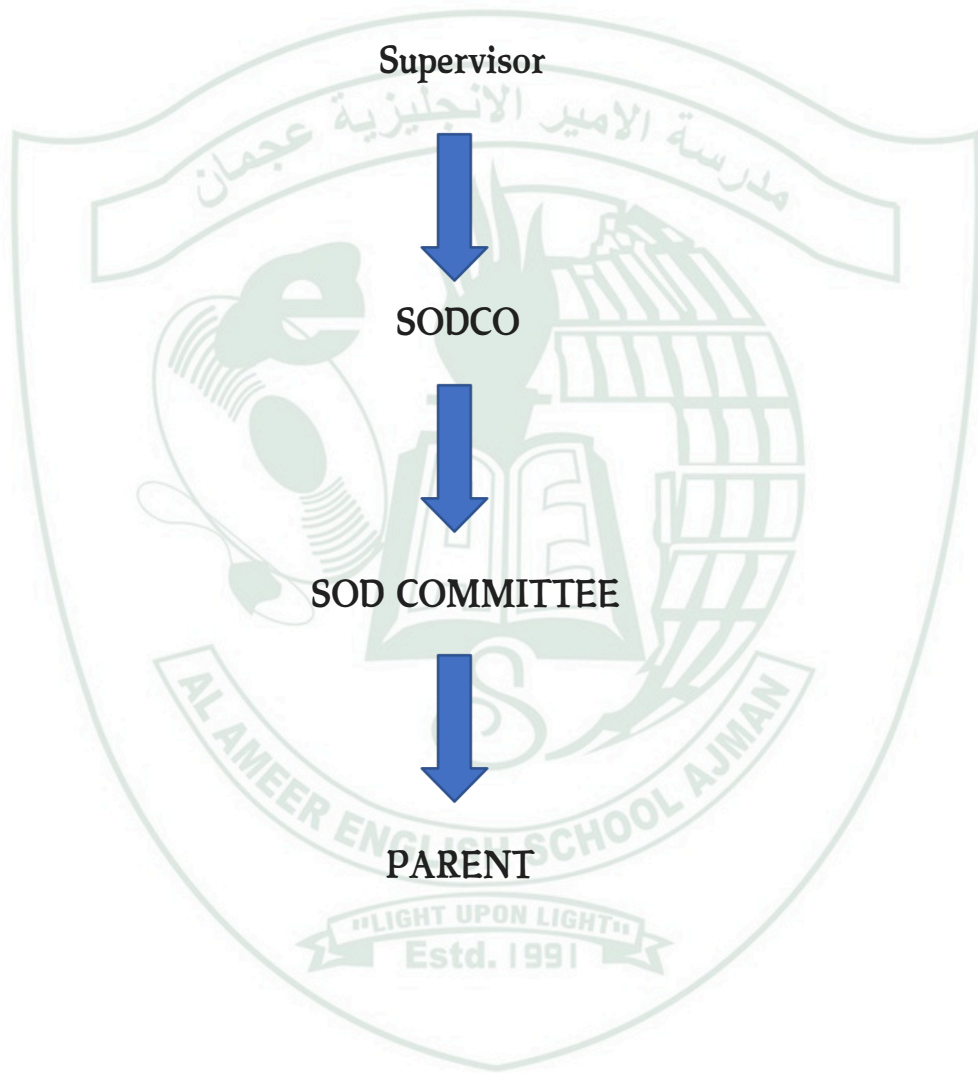 Supervisor
مدرسة الامير الانجليزية عجمان
SODCO
SOD COMMITTEE
AL AMEER ENGLISH SCHOOL AJMAN
PARENT
"LIGHT UPON LIGHT"
Estd. 1991